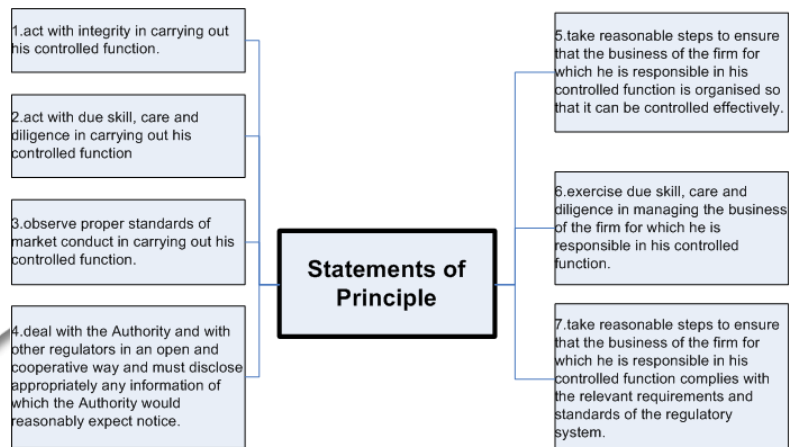 1.act with integrity in carrying out
his controlled function.
2.act with due skill, care and
diligence in carrying out his
controlled function
3.observe proper standards of
market conduct in carrying out his
controlled function.
4.deal with the Authority and with
other regulators in an open and
cooperative way and must disclose
appropriately any information of
which the Authority would
reasonably expect notice.
Statements of
Principle
5.take reasonable steps to ensure
that the business of the firm for
which he is responsible in his
controlled function is organised so
that it can be controlled effectively.
6.exercise due skill, care and
diligence in managing the business
of the firm for which he is
responsible in his controlled
function.
7.take reasonable steps to ensure
that the business of the firm for
which he is responsible in his
controlled function complies with
the relevant requirements and
standards of the regulatory
system.